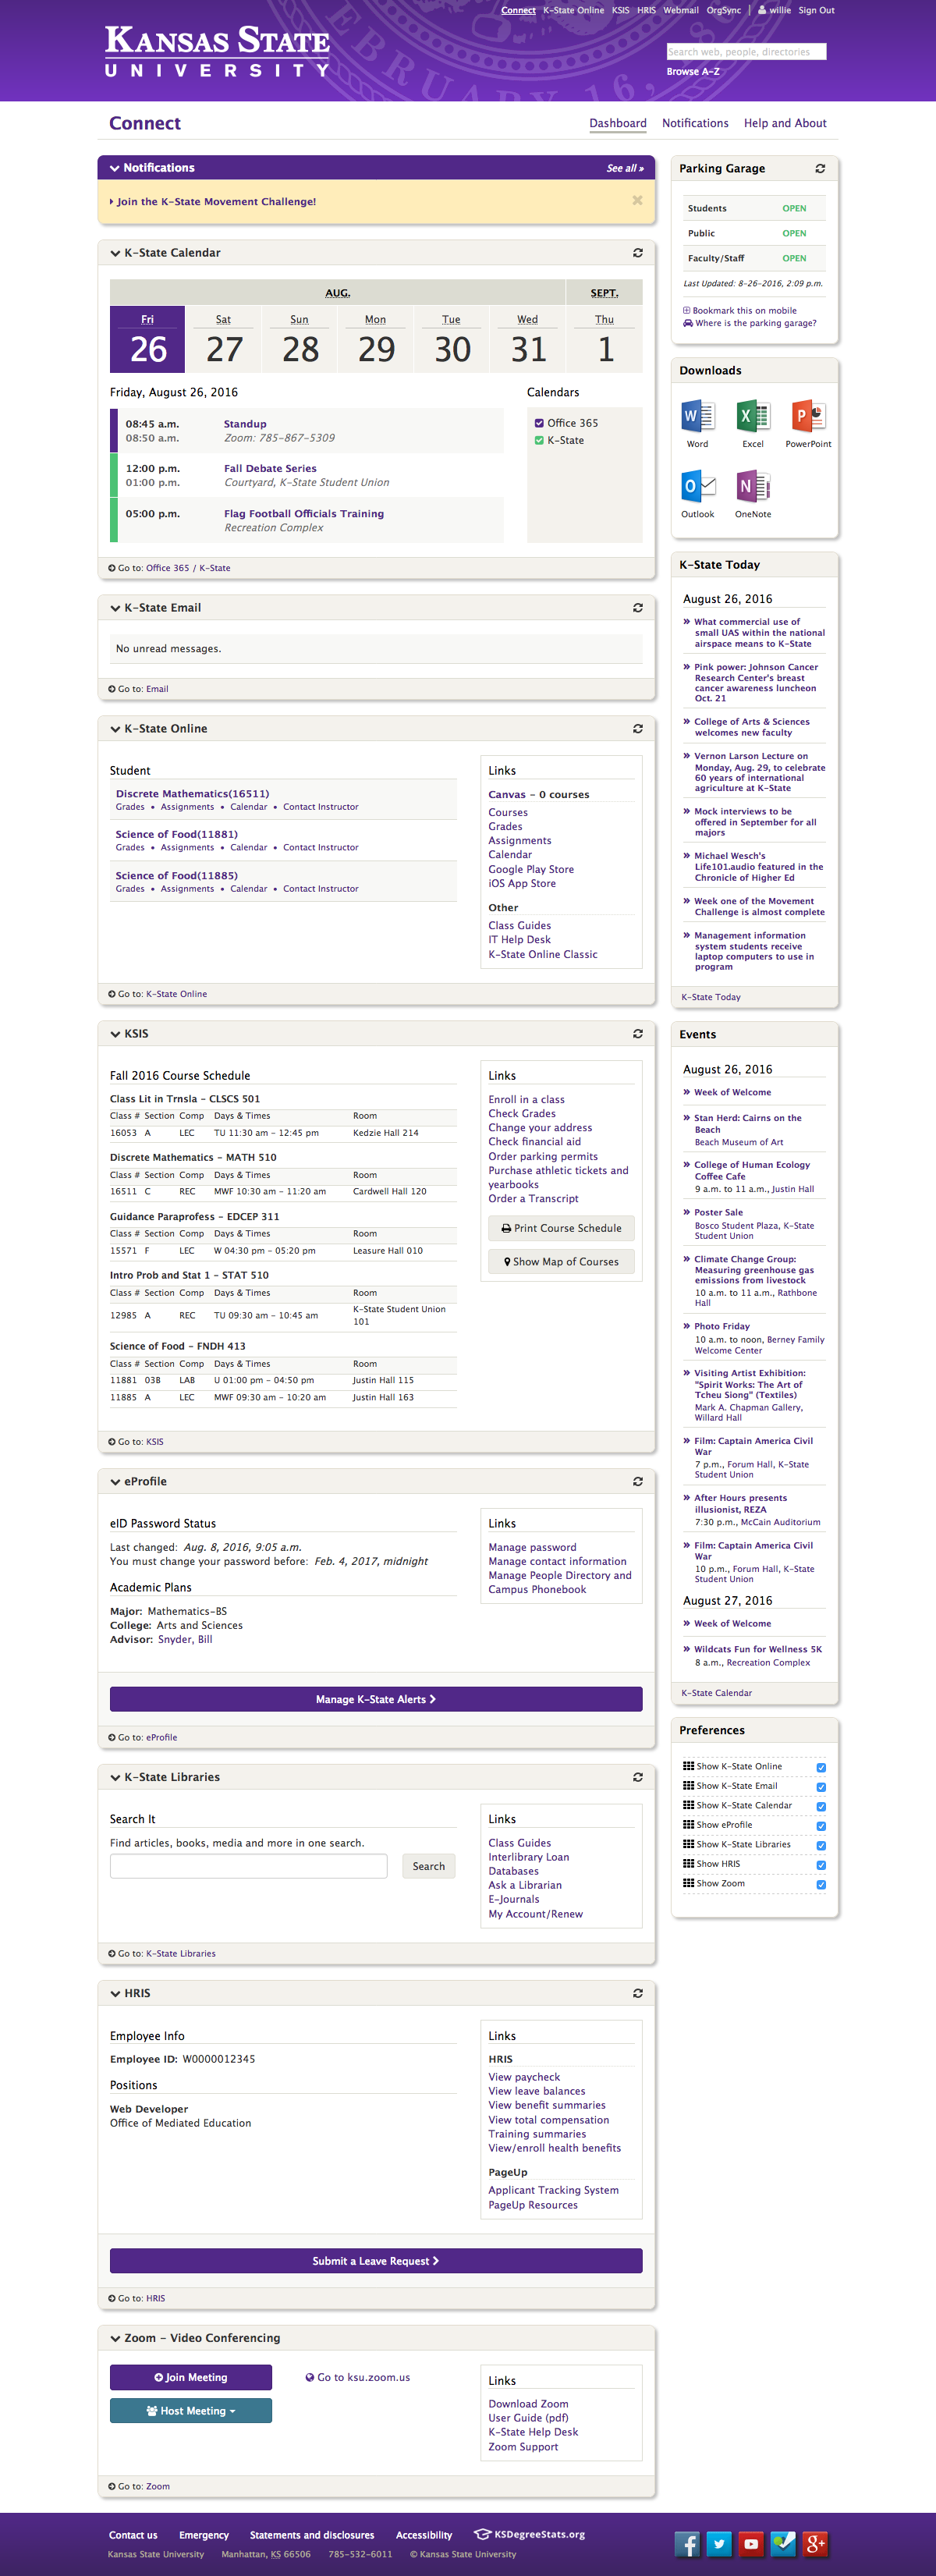 Connect K-State Online KSIS HRIS Webmail OrgSync | willie Sign Out
KANSAS STATE
UNIVERSITY
Search web, people, directories
Browse A-Z
Connect
Dashboard Notifications Help and About
Notifications See all »
Join the K-State Movement Challenge!
K-State Calendar
AUG. SEPT.
Fri Sat Sun Mon Tue Wed Thu
26 27 28 29 30 31 1
Friday, August 26, 2016
08:45 a.m. Standup
08:50 a.m. Zoom: 785-867-5309
12:00 p.m. Fall Debate Series
01:00 p.m. Courtyard, K-State Student Union
05:00 p.m. Flag Football Officials Training
Recreation Complex
Calendars
Office 365
K-State
Go to: Office 365 / K-State
K-State Email
No unread messages.
Go to: Email
K-State Online
Student
Discrete Mathematics(16511)
Grades • Assignments • Calendar • Contact Instructor
Science of Food(11881)
Grades • Assignments • Calendar • Contact Instructor
Science of Food(11885)
Grades • Assignments • Calendar • Contact Instructor
Links
Canvas - 0 courses
Courses
Grades
Assignments
Calendar
Google Play Store
iOS App Store
Other
Class Guides
IT Help Desk
K-State Online Classic
Go to: K-State Online
KSIS
Fall 2016 Course Schedule
Class Lit in Trnsla - CLSCS 501
Class # Section Comp Days & Times Room
16053 A LEC TU 11:30 am - 12:45 pm Kedzie Hall 214
Discrete Mathematics - MATH 510
Class # Section Comp Days & Times Room
16511 C REC MWF 10:30 am - 11:20 am Cardwell Hall 120
Guidance Paraprofess - EDCEP 311
Class # Section Comp Days & Times Room
15571 F LEC W 04:30 pm - 05:20 pm Leasure Hall 010
Intro Prob and Stat 1 - STAT 510
Class # Section Comp Days & Times Room
12985 A REC TU 09:30 am - 10:45 am K-State Student Union
101
Science of Food - FNDH 413
Class # Section Comp Days & Times Room
11881 03B LAB U 01:00 pm - 04:50 pm Justin Hall 115
11885 A LEC MWF 09:30 am - 10:20 am Justin Hall 163
Links
Enroll in a class
Check Grades
Change your address
Check financial aid
Order parking permits
Purchase athletic tickets and
yearbooks
Order a Transcript
Print Course Schedule
Show Map of Courses
Go to: KSIS
eProfile
eID Password Status
Last changed: Aug. 8, 2016, 9:05 a.m.
You must change your password before: Feb. 4, 2017, midnight
Academic Plans
Major: Mathematics-BS
College: Arts and Sciences
Advisor: Snyder, Bill
Links
Manage password
Manage contact information
Manage People Directory and
Campus Phonebook
Manage K-State Alerts
Go to: eProfile
K-State Libraries
Search It
Find articles, books, media and more in one search.
Search
Links
Class Guides
Interlibrary Loan
Databases
Ask a Librarian
E-Journals
My Account/Renew
Go to: K-State Libraries
HRIS
Employee Info
Employee ID: W0000012345
Positions
Web Developer
Office of Mediated Education
Links
HRIS
View paycheck
View leave balances
View benefit summaries
View total compensation
Training summaries
View/enroll health benefits
PageUp
Applicant Tracking System
PageUp Resources
Submit a Leave Request
Go to: HRIS
Zoom - Video Conferencing
Join Meeting
Go to ksu.zoom.us
Host Meeting
Links
Download Zoom
User Guide (pdf)
K-State Help Desk
Zoom Support
Go to: Zoom
Parking Garage
Students OPEN
Public OPEN
Faculty/Staff OPEN
Last Updated: 8-26-2016, 2:09 p.m.
Bookmark this on mobile
Where is the parking garage?
Downloads
Word Excel PowerPoint
Outlook OneNote
K-State Today
August 26, 2016
» What commercial use of
small UAS within the national
airspace means to K-State
» Pink power: Johnson Cancer
Research Center's breast
cancer awareness luncheon
Oct. 21
» College of Arts & Sciences
welcomes new faculty
» Vernon Larson Lecture on
Monday, Aug. 29, to celebrate
60 years of international
agriculture at K-State
» Mock interviews to be
offered in September for all
majors
» Michael Wesch's
Life101.audio featured in the
Chronicle of Higher Ed
» Week one of the Movement
Challenge is almost complete
» Management information
system students receive
laptop computers to use in
program
K-State Today
Events
August 26, 2016
» Week of Welcome
» Stan Herd: Cairns on the
Beach
Beach Museum of Art
» College of Human Ecology
Coffee Cafe
9 a.m. to 11 a.m., Justin Hall
» Poster Sale
Bosco Student Plaza, K-State
Student Union
» Climate Change Group:
Measuring greenhouse gas
emissions from livestock
10 a.m. to 11 a.m., Rathbone
Hall
» Photo Friday
10 a.m. to noon, Berney Family
Welcome Center
» Visiting Artist Exhibition:
"Spirit Works: The Art of
Tcheu Siong" (Textiles)
Mark A. Chapman Gallery,
Willard Hall
» Film: Captain America Civil
War
7 p.m., Forum Hall, K-State
Student Union
» After Hours presents
illusionist, REZA
7:30 p.m., McCain Auditorium
» Film: Captain America Civil
War
10 p.m., Forum Hall, K-State
Student Union
August 27, 2016
» Week of Welcome
» Wildcats Fun for Wellness 5K
8 a.m., Recreation Complex
K-State Calendar
Preferences
Show K-State Online
Show K-State Email
Show K-State Calendar
Show eProfile
Show K-State Libraries
Show HRIS
Show Zoom
Contact us Emergency Statements and disclosures Accessibility KSDegreeStats.org
Kansas State University Manhattan, KS 66506 785-532-6011 © Kansas State University